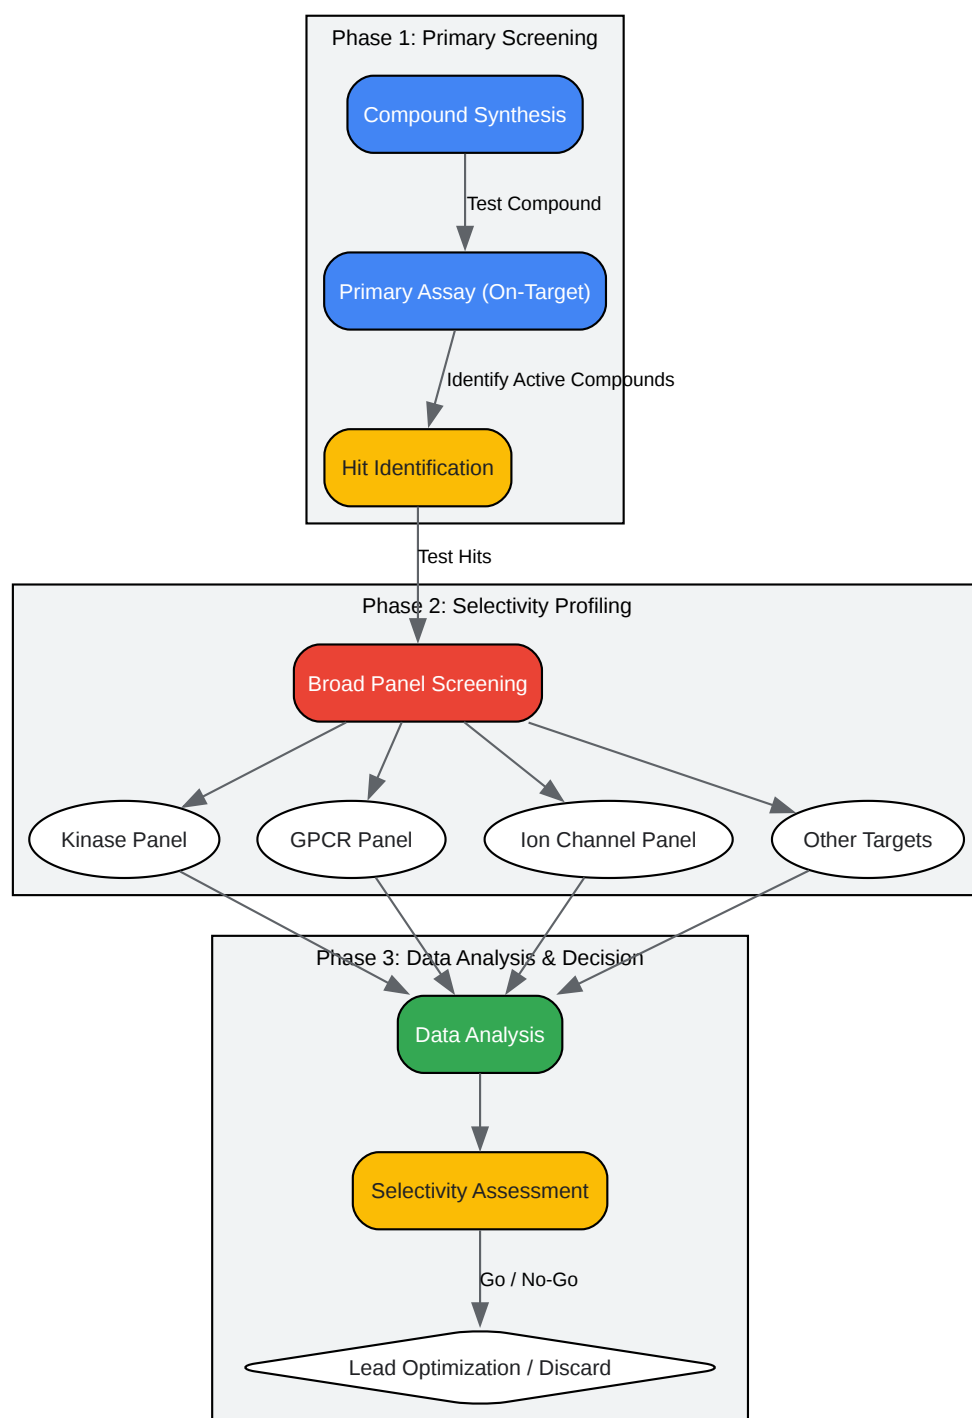 Phase 1: Primary Screening
Compound Synthesis
Test Compound
Primary Assay (On-Target)
Identify Active Compounds
Hit Identification
Test Hits
Phase 2: Selectivity Profiling
Broad Panel Screening
Kinase Panel
GPCR Panel
Ion Channel Panel
Other Targets
Phase 3: Data Analysis & Decision
Data Analysis
Selectivity Assessment
Go / No-Go
Lead Optimization / Discard